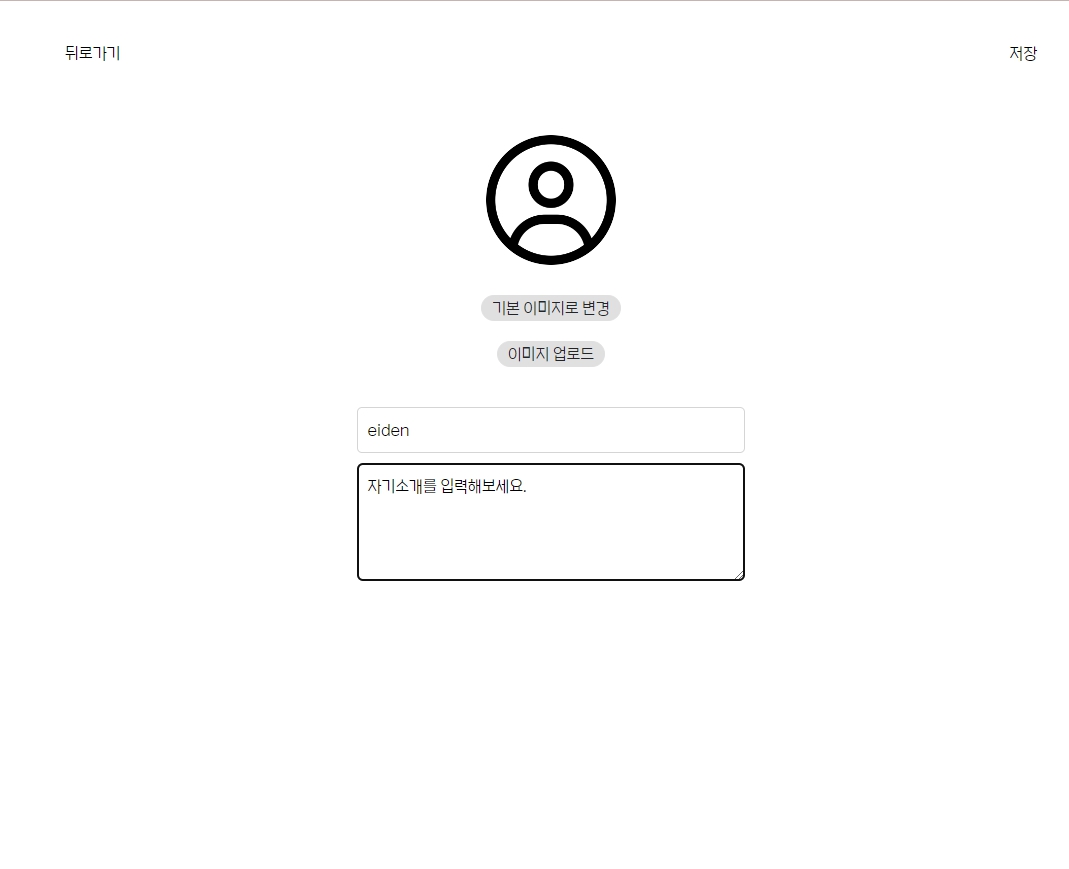 뒤로가기
저장
기본 이미지로 변경
이미지 업로드
eiden
자기소개를 입력해보세요.